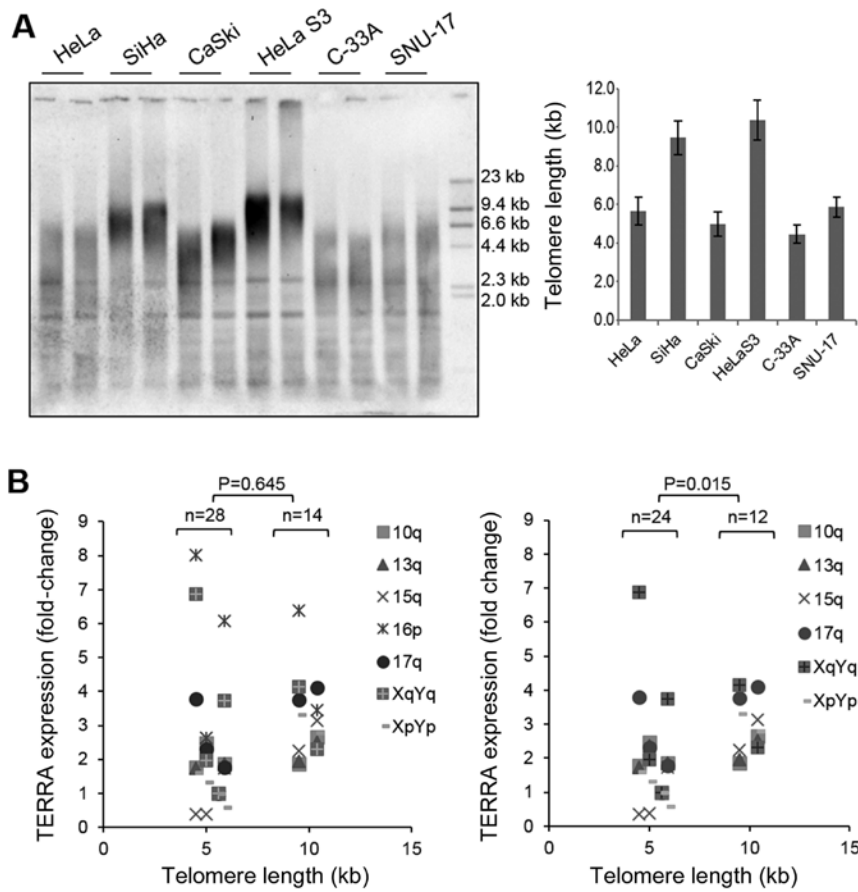 A
HeLa
SiHa
CaSki
HeLa S3
C-33A
SNU-17
23 kb
9.4 kb
6.6 kb
4.4 kb
2.3 kb
2.0 kb
Telomere length (kb)
12.0
10.0
8.0
6.0
4.0
2.0
0.0
HeLa
SiHa
CaSki
HeLaS3
C-33A
SNU-17
B
P=0.645
n=28
n=14
TERRA expression (fold-change)
9
8
7
6
5
4
3
2
1
0
0
5
10
15
Telomere length (kb)
10q
13q
15q
16p
17q
XqYq
XpYp
P=0.015
n=24
n=12
TERRA expression (fold change)
9
8
7
6
5
4
3
2
1
0
0
5
10
15
Telomere length (kb)
10q
13q
15q
17q
XqYq
XpYp